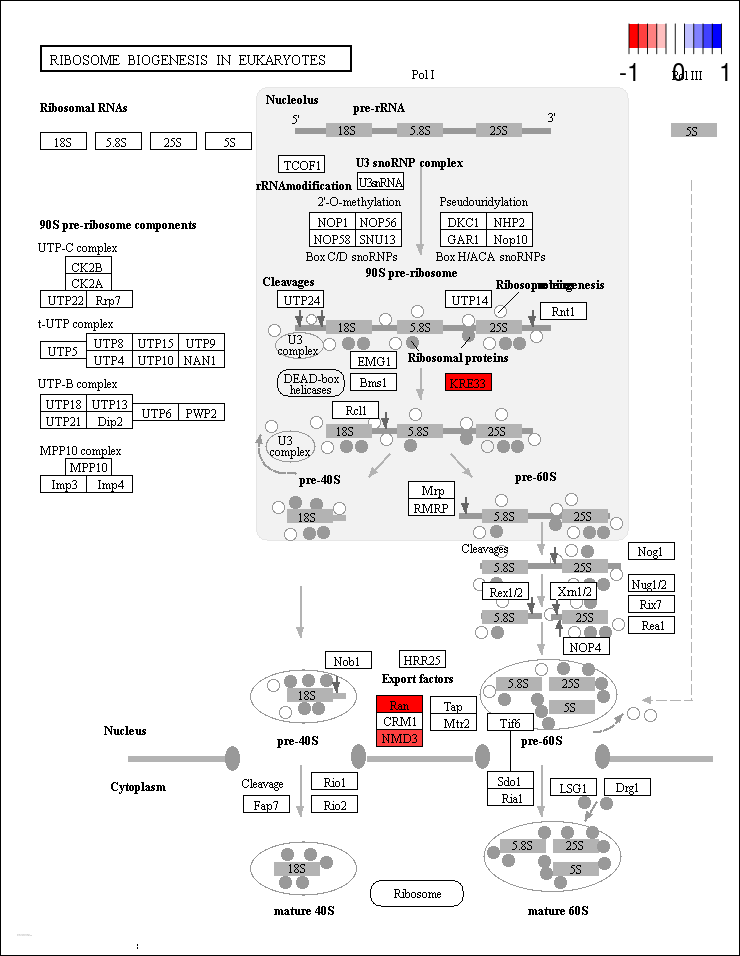 RIBOSOME BIOGENESIS IN EUKARYOTES
-1 0 1
Pol I
Pol III
Ribosomal RNAs
18S 5.8S 25S 5S
Nucleolus
pre-rRNA
5' 3'
18S 5.8S 25S
5S
TCOF1
U3 snoRNP complex
U3snRNA
rRNAmodification
2'-O-methylation
Pseudouridylation
NOP1 NOP56
NOP58 SNU13
DKC1 NHP2
GAR1 Nop10
Box C/D snoRNPs
Box H/ACA snoRNPs
90S pre-ribosome components
UTP-C complex
CK2B
CK2A
UTP22 Rrp7
t-UTP complex
UTP5
UTP8 UTP15 UTP9
UTP4 UTP10 NAN1
UTP-B complex
UTP18 UTP13
UTP21 Dip2
UTP6 PWP2
MPP10 complex
MPP10
Imp3 Imp4
90S pre-ribosome
Cleavages
UTP24
UTP14
Rnt1
18S 5.8S 25S
U3
complex
Ribosomal proteins
EMG1
Bms1
DEAD-box
helicases
KRE33
Rcl1
18S 5.8S 25S
U3
complex
pre-40S
pre-60S
18S
Mrp
RMRP
5.8S 25S
Cleavages
Nog1
5.8S 25S
Rex1/2
Xrn1/2
Nug1/2
Rix7
Rea1
5.8S 25S
NOP4
Nob1
HRR25
Export factors
18S
Ran
CRM1
NMD3
Tap
Mtr2
5.8S 25S
5S
Tif6
Nucleus
pre-40S
pre-60S
Cytoplasm
Cleavage
Fap7
Rio1
Rio2
Sdo1
Ria1
LSG1
Drg1
18S
5.8S 25S
5S
Ribosome
mature 40S
mature 60S